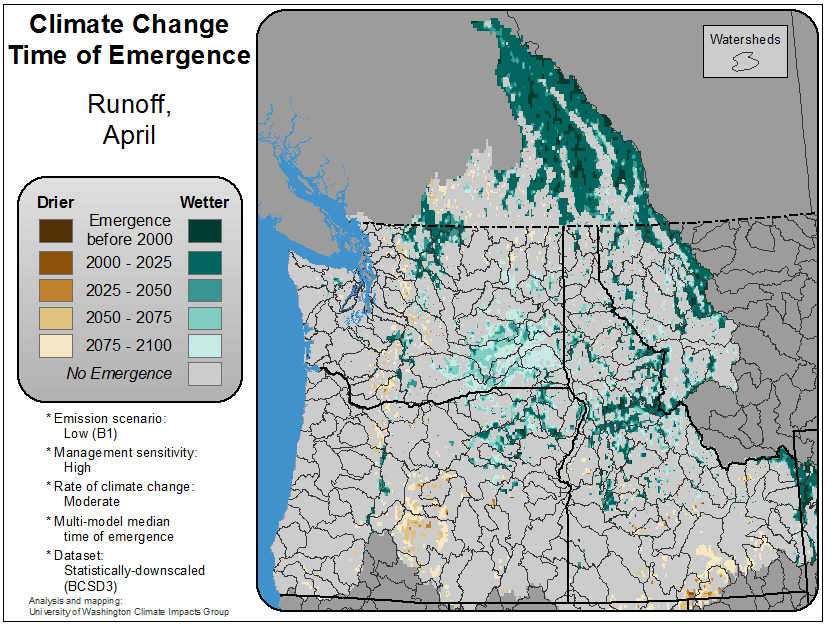 Climate Change
Time of Emergence
Runoff,
April
Drier
Wetter
Emergence
before 2000
2000 - 2025
2025 - 2050
2050 - 2075
2075 - 2100
No Emergence
* Emission scenario:
Low (B1)
* Management sensitivity:
High
* Rate of climate change:
Moderate
* Multi-model median
time of emergence
* Dataset:
Statistically-downscaled
(BCSD3)
Analysis and mapping:
University of Washington Climate Impacts Group
Watersheds